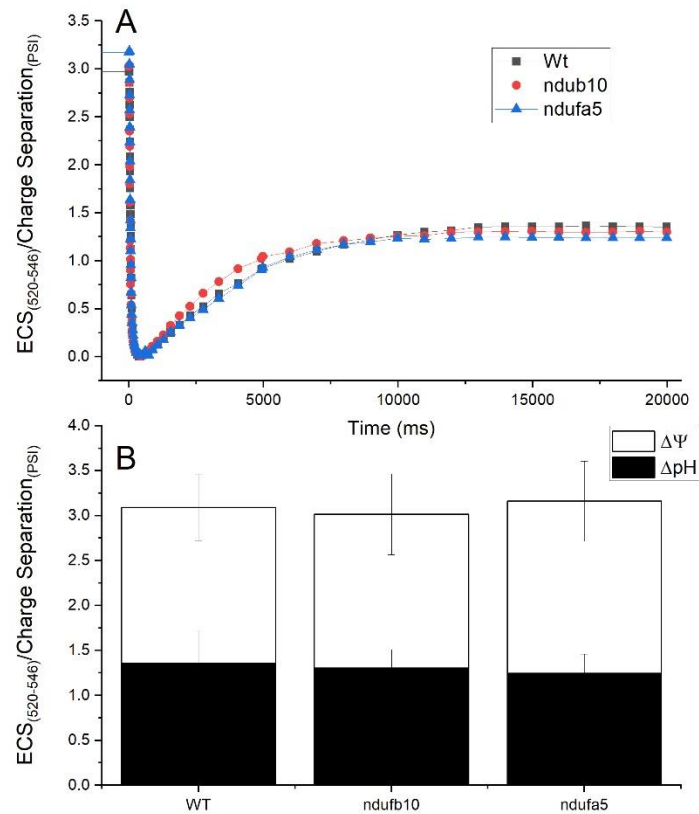 A
Wt
ndub10
ndufa5
ECS(520-546)/Charge Separation(PSI)
3.5
3.0
2.5
2.0
1.5
1.0
0.5
0.0
0
5000
10000
15000
20000
Time (ms)
B
ΔΨ
ΔpH
ECS(520-546)/Charge Separation(PSI)
4.0
3.5
3.0
2.5
2.0
1.5
1.0
0.5
0.0
WT
ndufb10
ndufa5